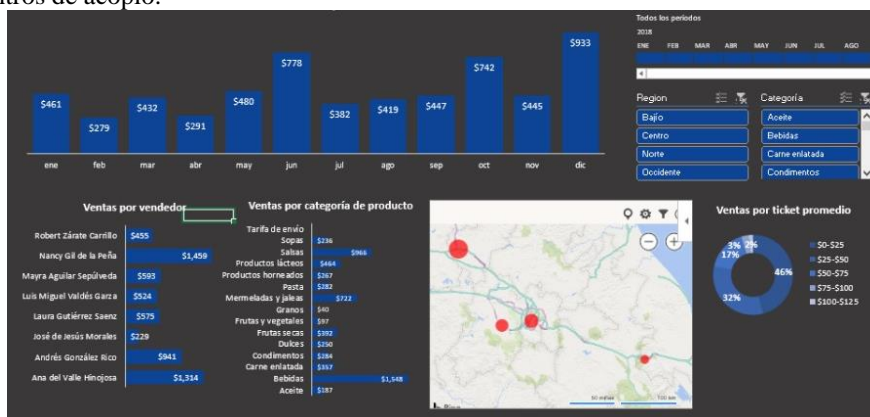 tros de acopio.
Todos los periodos
2018
ENE FEB MAR ABR MAY JUN JUL AGO
$461
$279
$432
$291
$480
$778
$382
$419
$447
$742
$445
$933
ene feb mar abr may jun jul ago sep oct nov dic
Region
Bajío
Centro
Norte
Occidente
Categoría
Aceite
Bebidas
Carne enlatada
Condimentos
Ventas por vendedor
Robert Zárate Carrillo $455
Nancy Gil de la Peña $1,459
Mayra Aguilar Sepúlveda $593
Luis Miguel Valdés Garza $524
Laura Gutiérrez Saenz $575
José de Jesús Morales $229
Andrés González Rico $941
Ana del Valle Hinojosa $1,314
Ventas por categoría de producto
Tarifa de envío
Sopas $236
Salsas $966
Productos lácteos $464
Productos horneados $267
Pasta $282
Mermeladas y jaleas $722
Granos $40
Frutas y vegetales $97
Frutas secas $392
Dulces $250
Condimentos $284
Carne enlatada $357
Bebidas $1,548
Aceite $187
Ventas por ticket promedio
3% 2%
17%
46%
32%
$0-$25
$25-$50
$50-$75
$75-$100
$100-$125